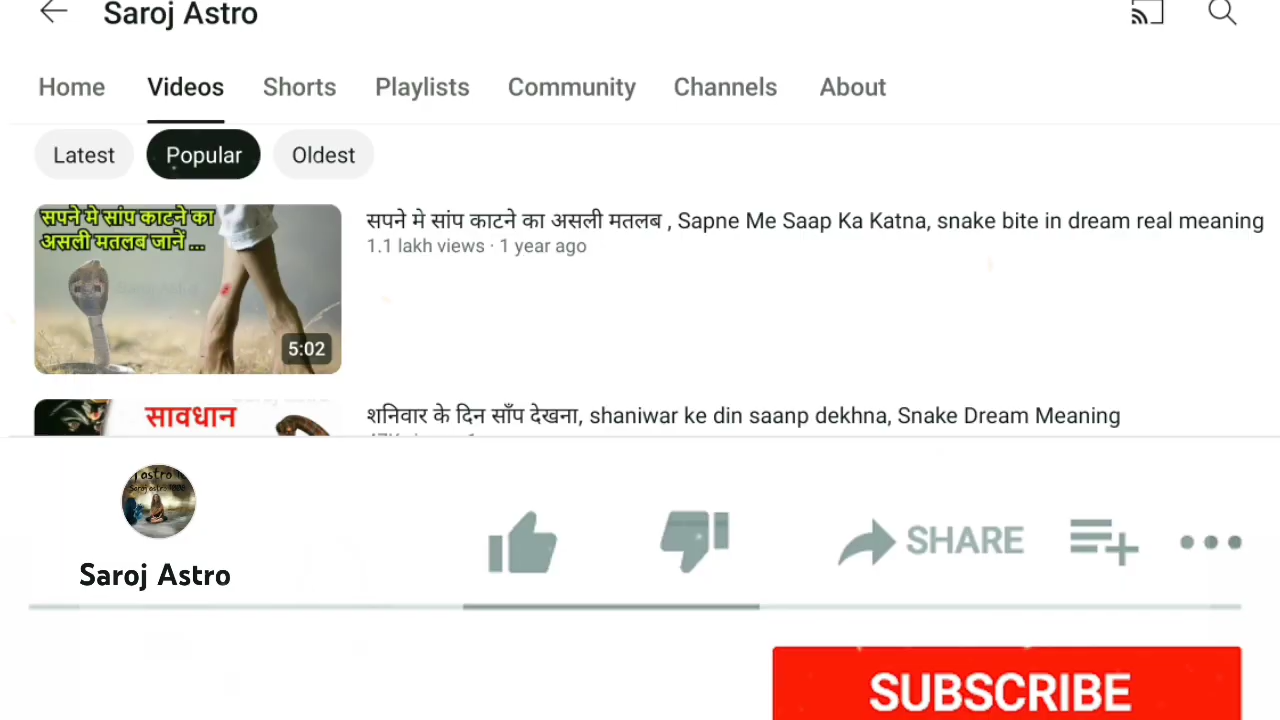 Saroj Astro
Home Videos Shorts Playlists Community Channels About
Latest Popular Oldest
सपने मे सांप काटने का
असली मतलब जानें ...
5:02
सपने मे सांप काटने का असली मतलब , Sapne Me Saap Ka Katna, snake bite in dream real meaning
1.1 lakh views · 1 year ago
सावधान
शनिवार के दिन साँप देखना, shaniwar ke din saanp dekhna, Snake Dream Meaning
Saroj Astro
SHARE
SUBSCRIBE